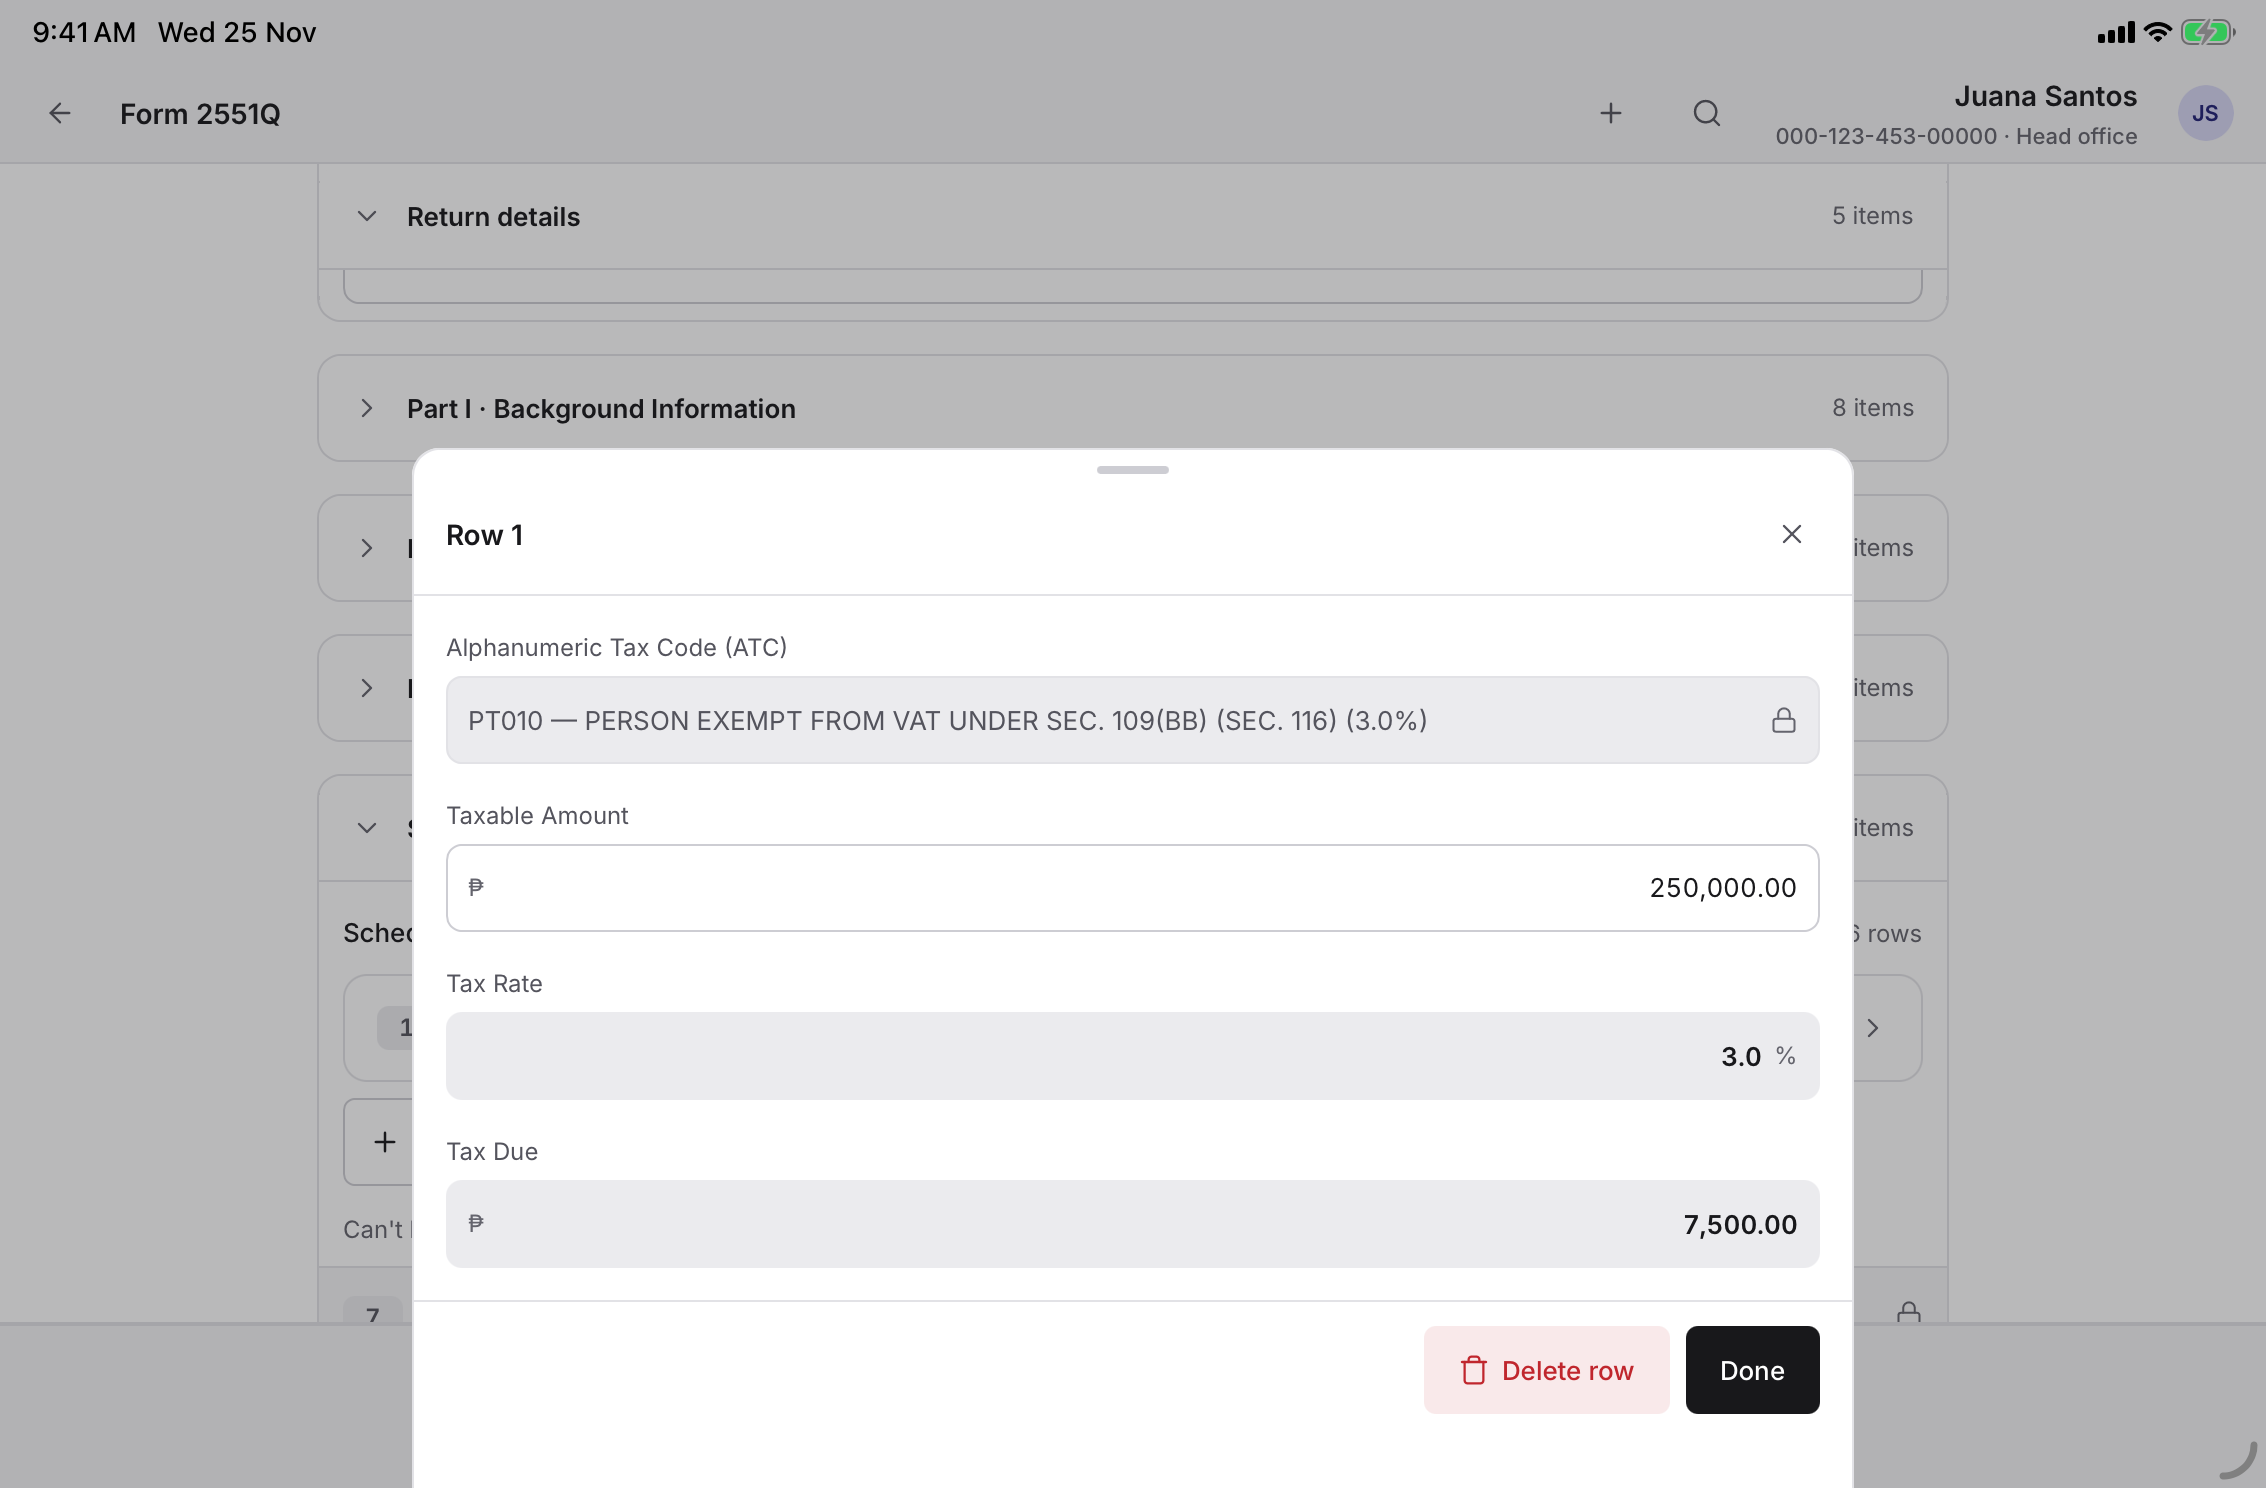 9:41 AM Wed 25 Nov
Form 2551Q
Juana Santos
000-123-453-00000 · Head office
JS
Return details
5 items
Part I · Background Information
8 items
items
items
items
Row 1
Alphanumeric Tax Code (ATC)
PT010 — PERSON EXEMPT FROM VAT UNDER SEC. 109(BB) (SEC. 116) (3.0%)
Taxable Amount
₱ 250,000.00
Tax Rate
3.0 %
Tax Due
₱ 7,500.00
6 rows
1
Can't
7
Delete row
Done